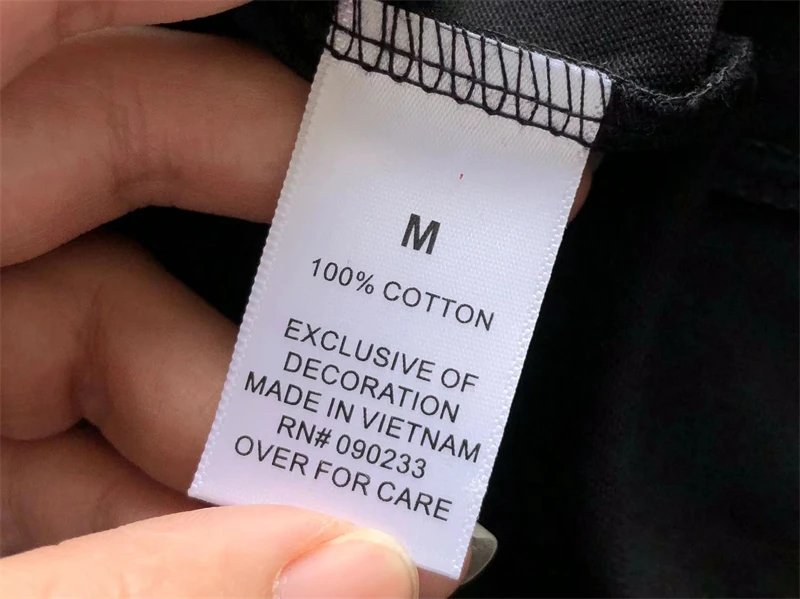 M
100% COTTON
EXCLUSIVE OF
DECORATION
MADE IN VIETNAM
RN# 090233
OVER FOR CARE